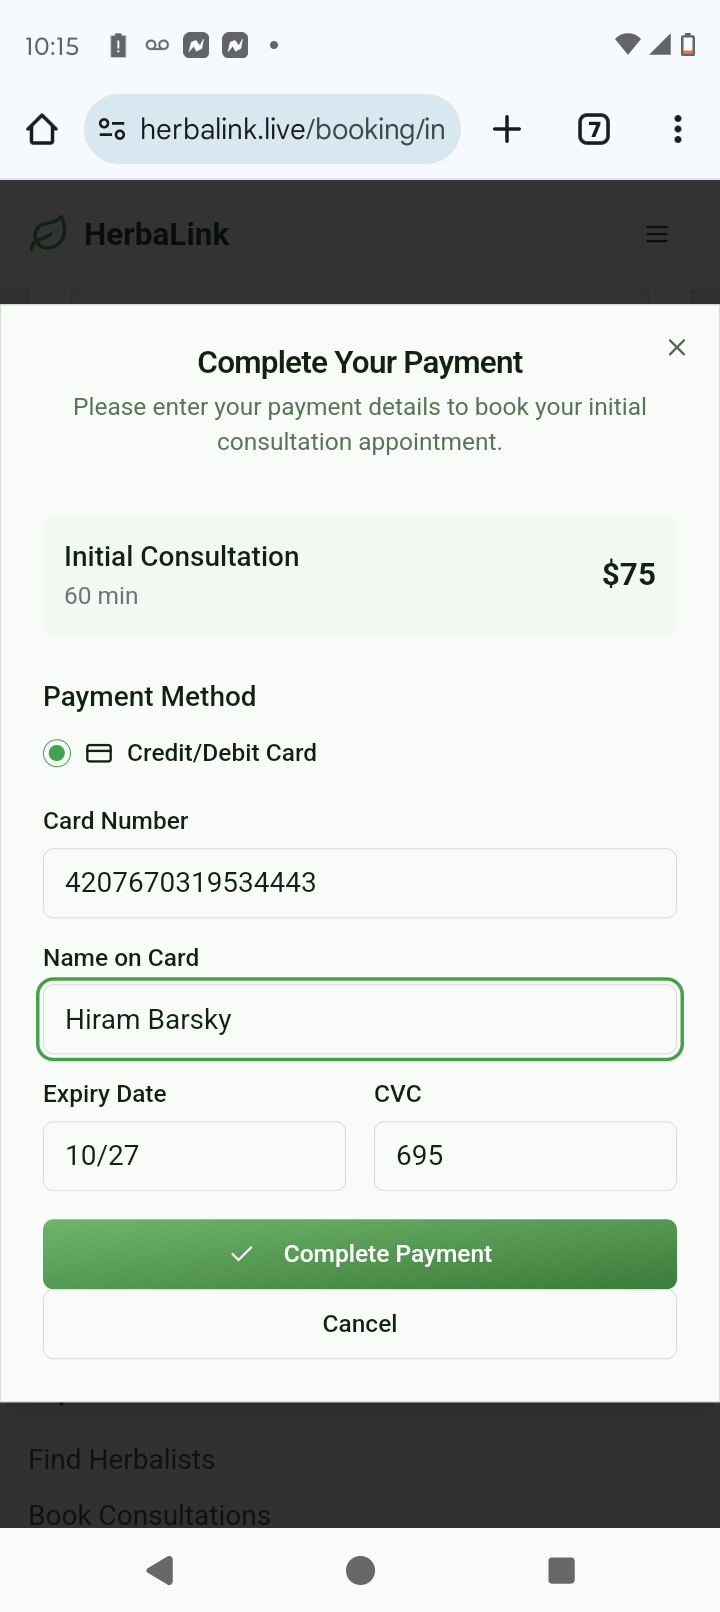 10:15
herbalink.live/booking/in
7
HerbaLink
Complete Your Payment
Please enter your payment details to book your initial
consultation appointment.
Initial Consultation
60 min
$75
Payment Method
Credit/Debit Card
Card Number
4207670319534443
Name on Card
Hiram Barsky
Expiry Date
CVC
10/27
695
Complete Payment
Cancel
Find Herbalists
Book Consultations